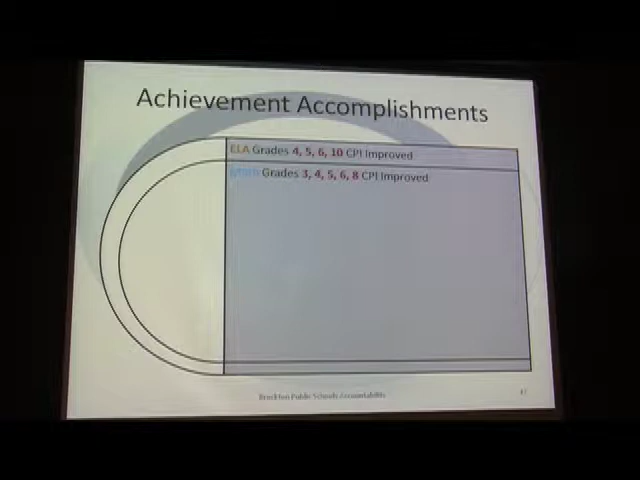 Achievement Accomplishments
ELA Grades 4, 5, 6, 10 CPI Improved
Math Grades 3, 4, 5, 6, 8 CPI Improved
Brockton Public Schools Accountability